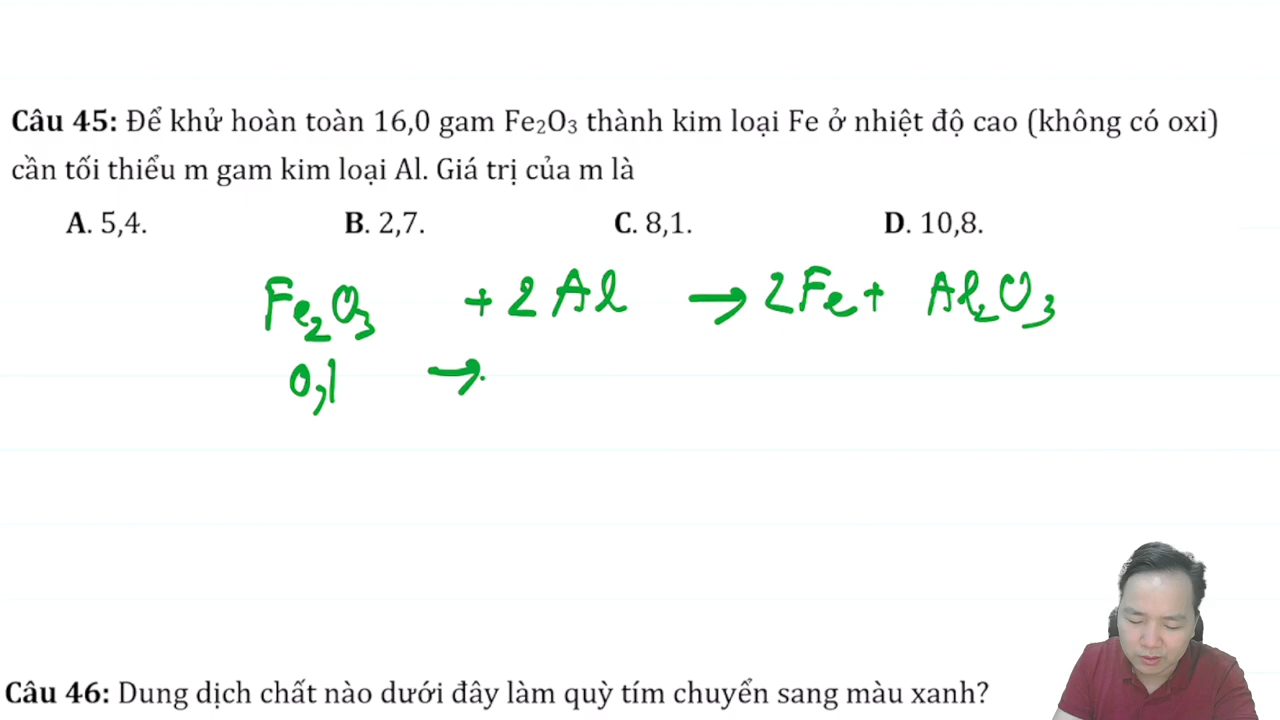 Câu 45: Để khử hoàn toàn 16,0 gam Fe₂O₃ thành kim loại Fe ở nhiệt độ cao (không có oxi)
cần tối thiểu m gam kim loại Al. Giá trị của m là
A. 5,4. B. 2,7. C. 8,1. D. 10,8.
Fe₂O₃ + 2Al → 2Fe + Al₂O₃
0,1 →
Câu 46: Dung dịch chất nào dưới đây làm quỳ tím chuyển sang màu xanh?